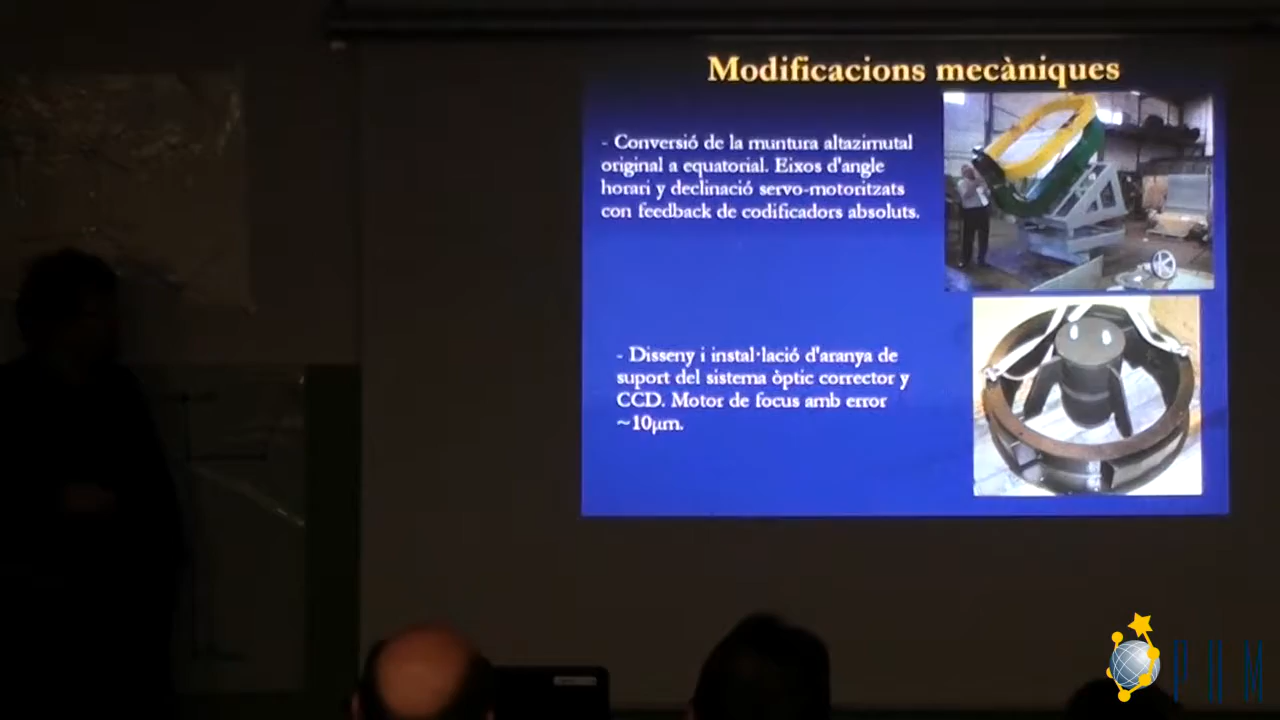 Modificacions mecàniques
- Conversió de la muntura altazimutal
original a equatorial. Eixos d'angle
horari y declinació servo-motoritzats
con feedback de codificadors absoluts.
- Disseny i instal·lació d'aranya de
suport del sistema òptic corrector y
CCD. Motor de focus amb error
~10µm.